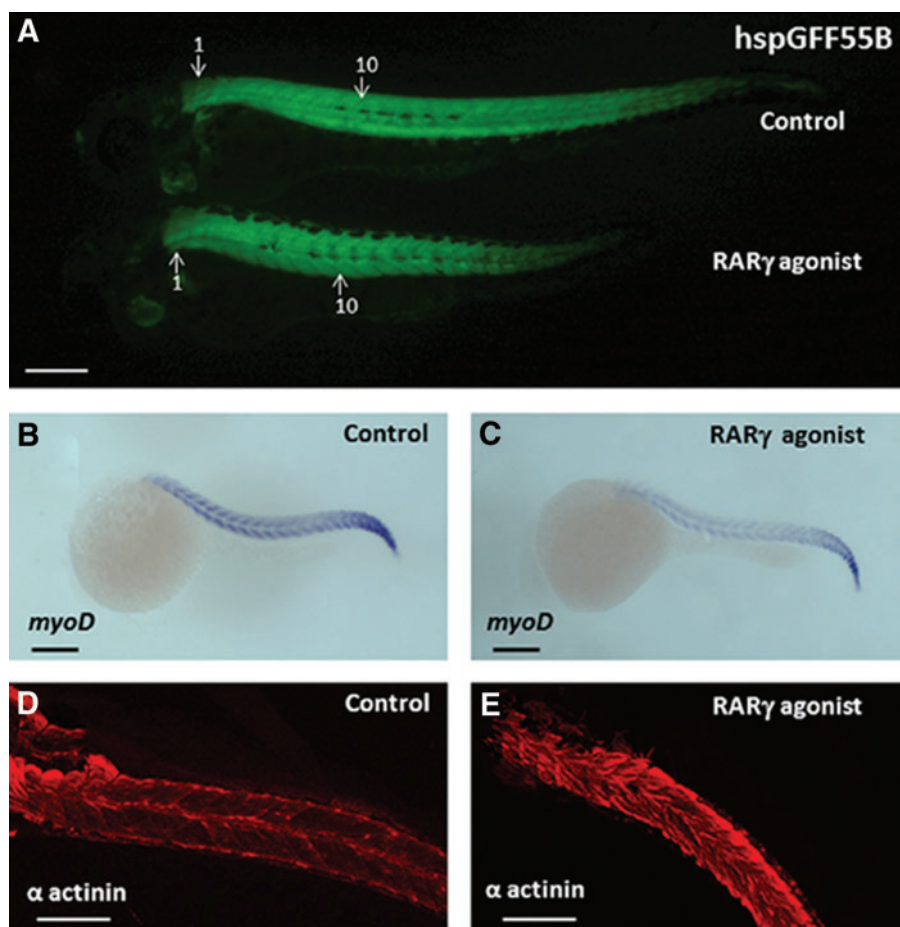 A
hspGFF55B
1
10
Control
RARγ agonist
1
10
B
Control
myoD
C
RARγ agonist
myoD
D
Control
α actinin
E
RARγ agonist
α actinin